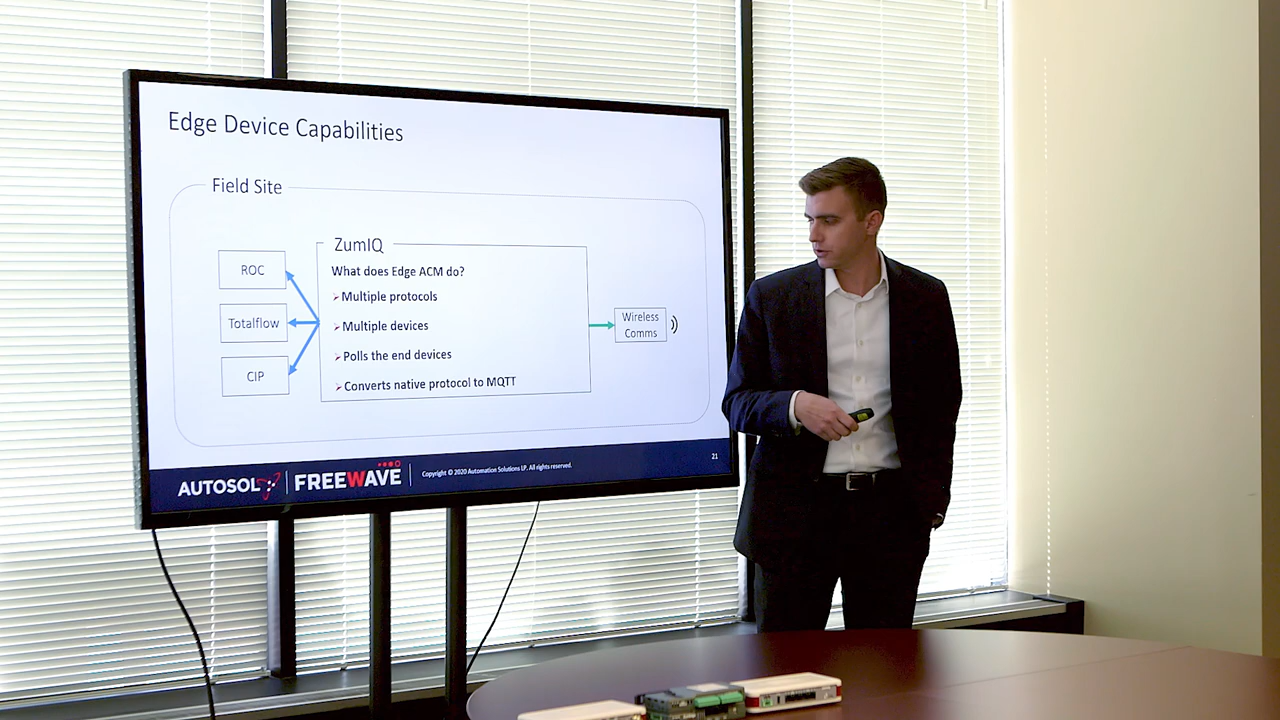 Edge Device Capabilities
Field Site
ZumIQ
What does Edge ACM do?
ROC
➢Multiple protocols
Totalflow
➢Multiple devices
Wireless
Comms
➢Polls the end devices
CIP
➢Converts native protocol to MQTT
AUTOSOL
FREEWAVE
Copyright © 2020 Automation Solutions LP. All rights reserved.
21